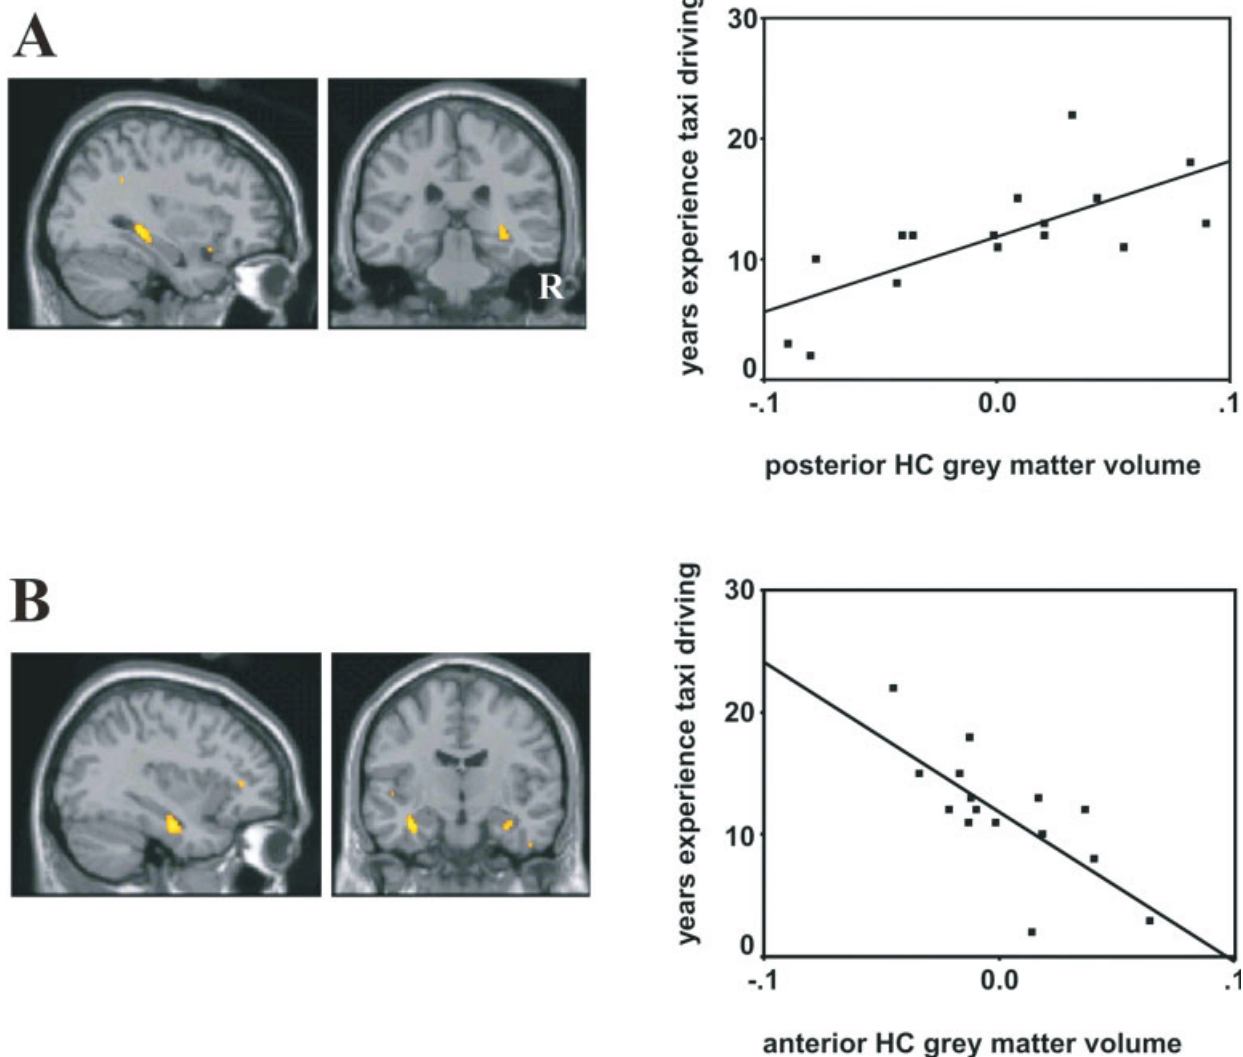 A
R
years experience taxi driving
30
20
10
0
-.1 0.0 .1
posterior HC grey matter volume
B
years experience taxi driving
30
20
10
0
-.1 0.0 .1
anterior HC grey matter volume